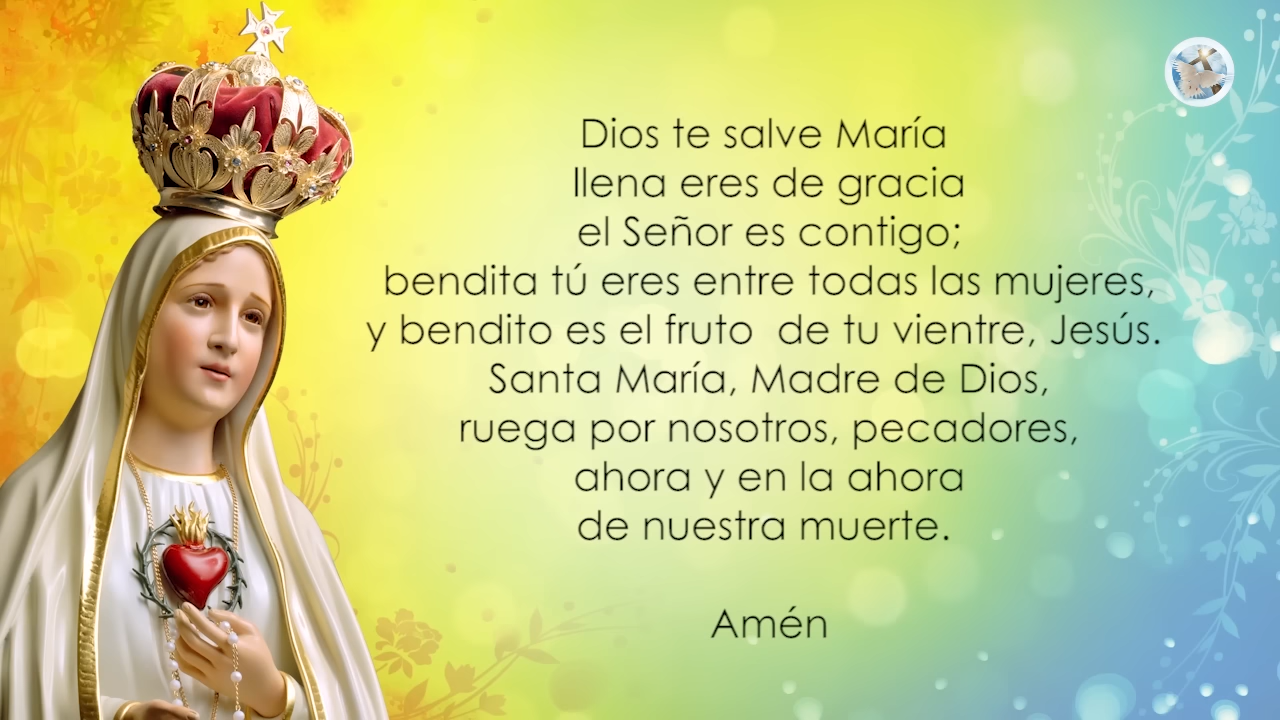 Dios te salve María
llena eres de gracia
el Señor es contigo;
bendita tú eres entre todas las mujeres,
y bendito es el fruto de tu vientre, Jesús.
Santa María, Madre de Dios,
ruega por nosotros, pecadores,
ahora y en la ahora
de nuestra muerte.
Amén